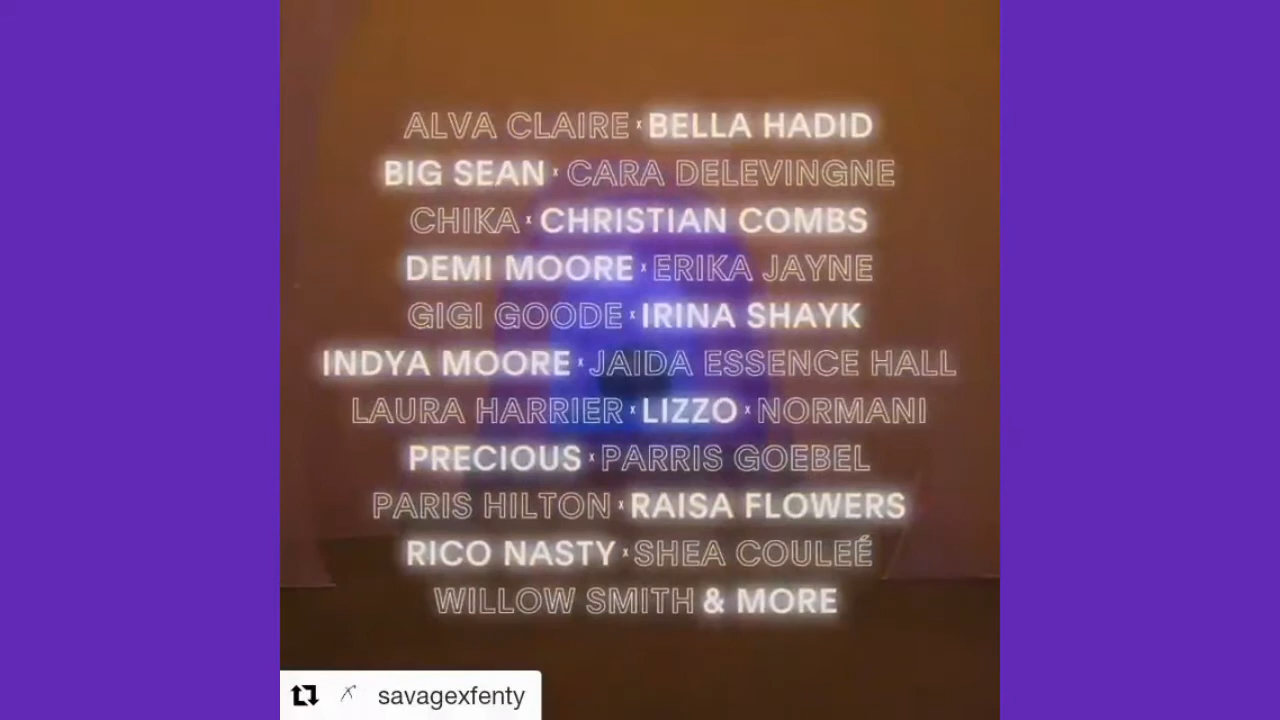 ALVA CLAIRE x BELLA HADID
BIG SEAN x CARA DELEVINGNE
CHIKA x CHRISTIAN COMBS
DEMI MOORE x ERIKA JAYNE
GIGI GOODE x IRINA SHAYK
INDYA MOORE x JAIDA ESSENCE HALL
LAURA HARRIER x LIZZO x NORMANI
PRECIOUS x PARRIS GOEBEL
PARIS HILTON x RAISA FLOWERS
RICO NASTY x SHEA COULEÉ
WILLOW SMITH & MORE
savagexfenty